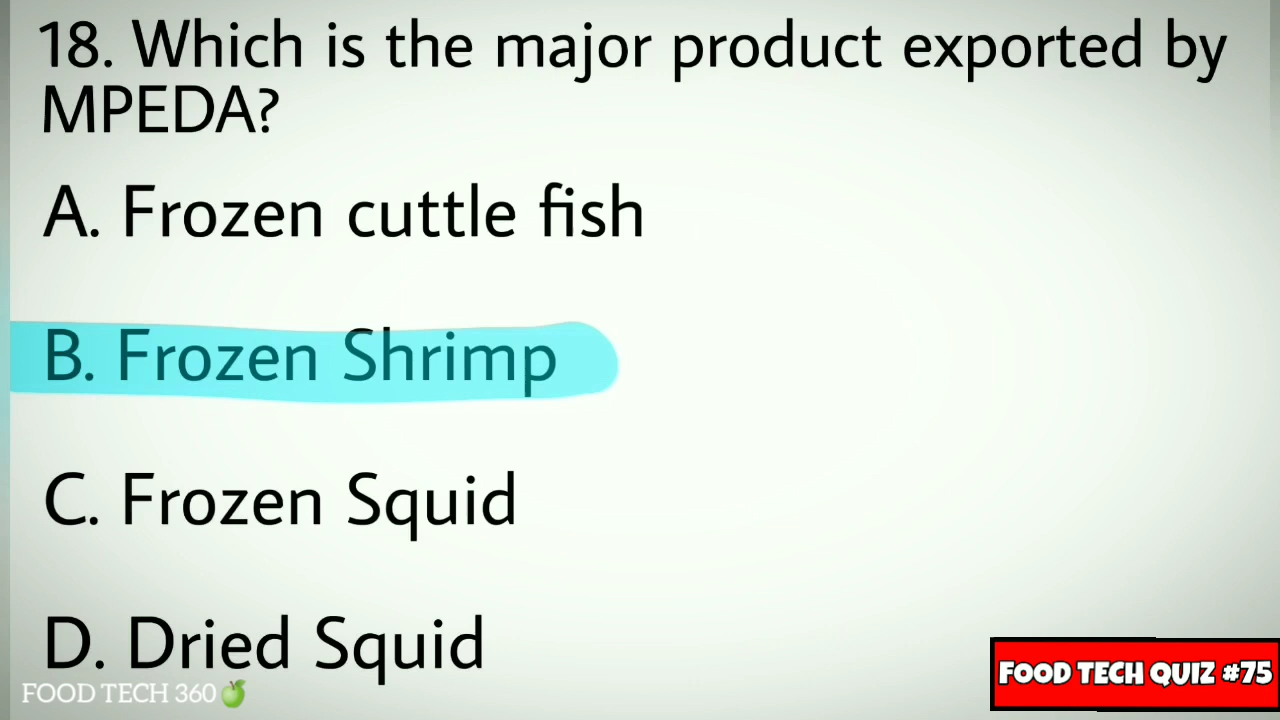 18. Which is the major product exported by
MPEDA?
A. Frozen cuttle fish
B. Frozen Shrimp
C. Frozen Squid
D. Dried Squid
FOOD TECH 360
FOOD TECH QUIZ #75